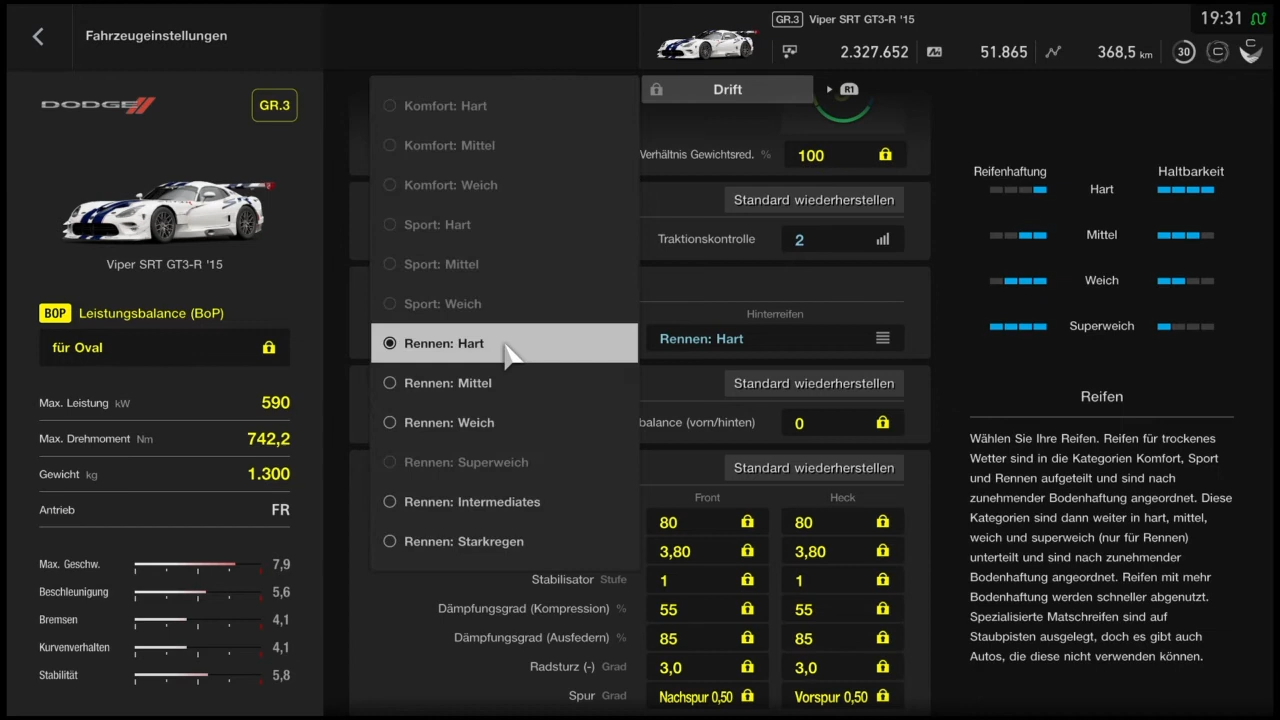 Fahrzeugeinstellungen
GR.3 Viper SRT GT3-R '15
19:31
2.327.652
51.865
368,5 km
30
C
C
DODGE
GR.3
Viper SRT GT3-R '15
BOP Leistungsbalance (BoP)
für Oval
Max. Leistung kW 590
Max. Drehmoment Nm 742,2
Gewicht kg 1.300
Antrieb FR
Max. Geschw. 7,9
Beschleunigung 5,6
Bremsen 4,1
Kurvenverhalten 4,1
Stabilität 5,8
Komfort: Hart
Komfort: Mittel
Komfort: Weich
Sport: Hart
Sport: Mittel
Sport: Weich
Rennen: Hart
Rennen: Mittel
Rennen: Weich
Rennen: Superweich
Rennen: Intermediates
Rennen: Starkregen
Drift
R1
Verhältnis Gewichtsred. % 100
Standard wiederherstellen
Traktionskontrolle 2
Hinterreifen
Rennen: Hart
Standard wiederherstellen
balance (vorn/hinten) 0
Standard wiederherstellen
Front Heck
80 80
3,80 3,80
Stabilisator Stufe 1 1
Dämpfungsgrad (Kompression) % 55 55
Dämpfungsgrad (Ausfedern) % 85 85
Radsturz (-) Grad 3,0 3,0
Spur Grad Nachspur 0,50 Vorspur 0,50
Reifenhaftung Haltbarkeit
Hart
Mittel
Weich
Superweich
Reifen
Wählen Sie Ihre Reifen. Reifen für trockenes
Wetter sind in die Kategorien Komfort, Sport
und Rennen aufgeteilt und sind nach
zunehmender Bodenhaftung angeordnet. Diese
Kategorien sind dann weiter in hart, mittel,
weich und superweich (nur für Rennen)
unterteilt und sind nach zunehmender
Bodenhaftung angeordnet. Reifen mit mehr
Bodenhaftung werden schneller abgenutzt.
Spezialisierte Matschreifen sind auf
Staubpisten ausgelegt, doch es gibt auch
Autos, die diese nicht verwenden können.